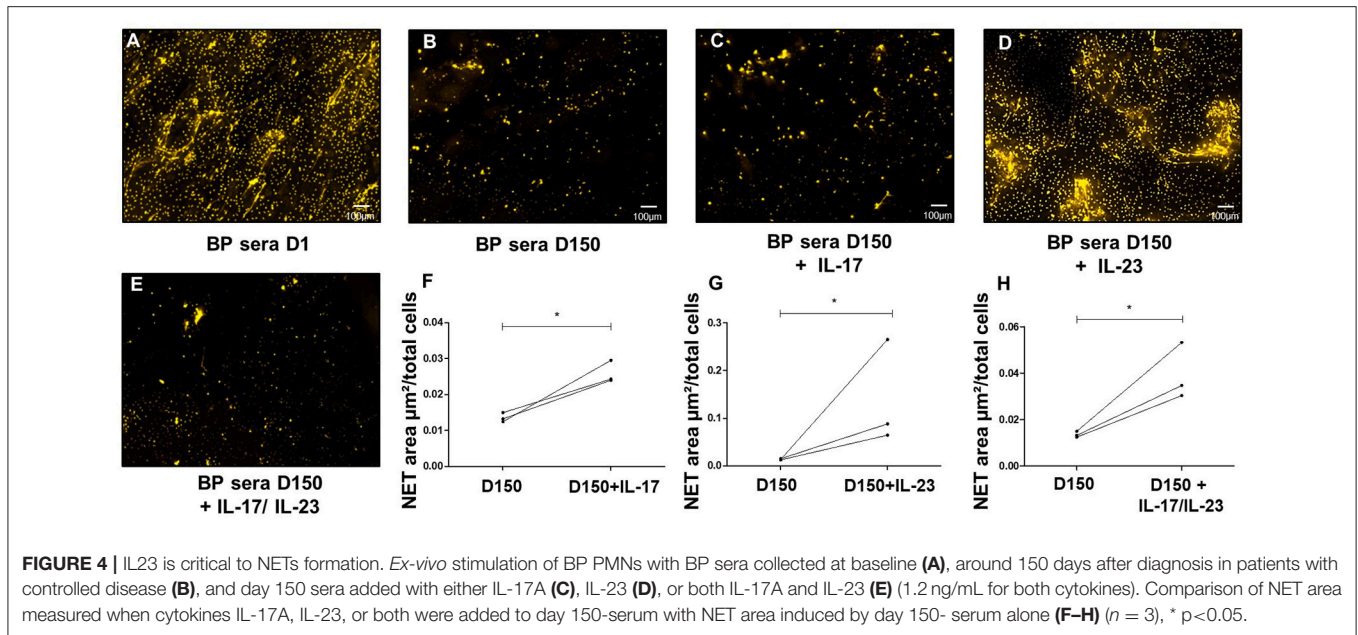 A
B
C
D
100µm
100µm
100µm
100µm
BP sera D1
BP sera D150
BP sera D150
+ IL-17
BP sera D150
+ IL-23
E
BP sera D150
+ IL-17/ IL-23
F
NET area µm²/total cells
0.04
0.03
0.02
0.01
0.00
*
D150
D150+IL-17
G
NET area µm²/total cells
0.3
0.2
0.1
0.0
*
D150
D150+IL-23
H
NET area µm²/total cells
0.06
0.04
0.02
0.00
*
D150
D150 +
IL-17/IL-23
FIGURE 4 | IL23 is critical to NETs formation. Ex-vivo stimulation of BP PMNs with BP sera collected at baseline (A), around 150 days after diagnosis in patients with
controlled disease (B), and day 150 sera added with either IL-17A (C), IL-23 (D), or both IL-17A and IL-23 (E) (1.2 ng/mL for both cytokines). Comparison of NET area
measured when cytokines IL-17A, IL-23, or both were added to day 150-serum with NET area induced by day 150- serum alone (F–H) (n = 3), * p<0.05.